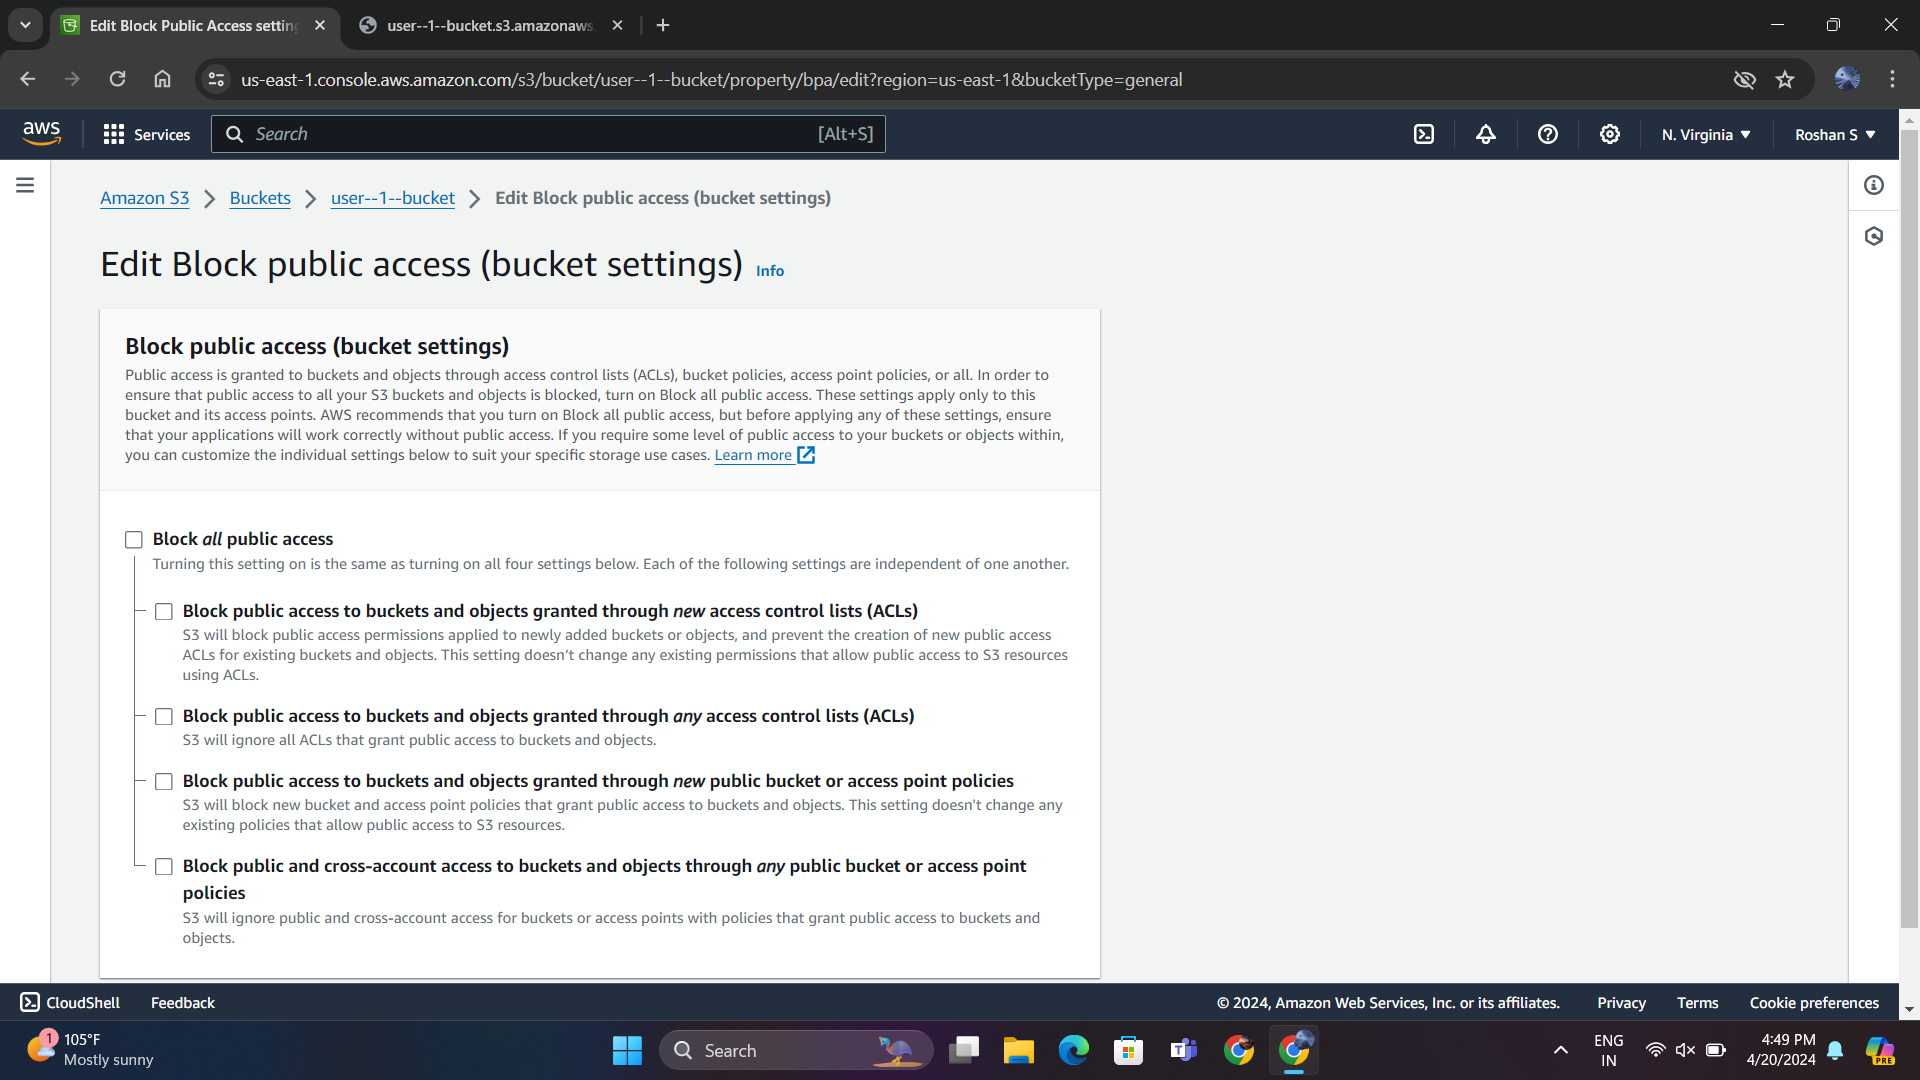 Edit Block Public Access settin
user--1--bucket.s3.amazonaws.
us-east-1.console.aws.amazon.com/s3/bucket/user--1--bucket/property/bpa/edit?region=us-east-1&bucketType=general
aws
Services
Search
[Alt+S]
N. Virginia
Roshan S
Amazon S3
Buckets
user--1--bucket
Edit Block public access (bucket settings)
Edit Block public access (bucket settings) Info
Block public access (bucket settings)
Public access is granted to buckets and objects through access control lists (ACLs), bucket policies, access point policies, or all. In order to
ensure that public access to all your S3 buckets and objects is blocked, turn on Block all public access. These settings apply only to this
bucket and its access points. AWS recommends that you turn on Block all public access, but before applying any of these settings, ensure
that your applications will work correctly without public access. If you require some level of public access to your buckets or objects within,
you can customize the individual settings below to suit your specific storage use cases. Learn more
Block all public access
Turning this setting on is the same as turning on all four settings below. Each of the following settings are independent of one another.
Block public access to buckets and objects granted through new access control lists (ACLs)
S3 will block public access permissions applied to newly added buckets or objects, and prevent the creation of new public access
ACLs for existing buckets and objects. This setting doesn’t change any existing permissions that allow public access to S3 resources
using ACLs.
Block public access to buckets and objects granted through any access control lists (ACLs)
S3 will ignore all ACLs that grant public access to buckets and objects.
Block public access to buckets and objects granted through new public bucket or access point policies
S3 will block new bucket and access point policies that grant public access to buckets and objects. This setting doesn't change any
existing policies that allow public access to S3 resources.
Block public and cross-account access to buckets and objects through any public bucket or access point
policies
S3 will ignore public and cross-account access for buckets or access points with policies that grant public access to buckets and
objects.
CloudShell
Feedback
© 2024, Amazon Web Services, Inc. or its affiliates.
Privacy
Terms
Cookie preferences
1
105°F
Mostly sunny
Search
ENG
IN
4:49 PM
4/20/2024
PRE